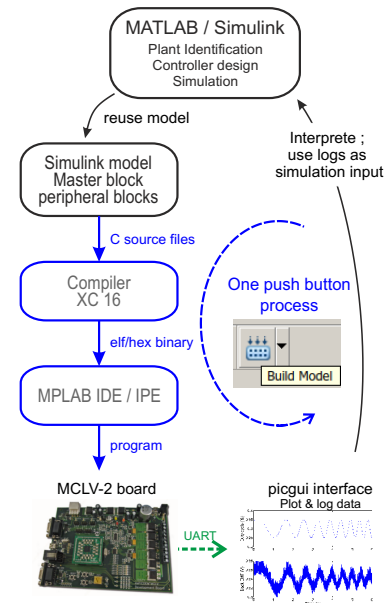 MATLAB / Simulink
Plant Identification
Controller design
Simulation
reuse model
Interprete ;
use logs as
simulation input
Simulink model
Master block
peripheral blocks
C source files
Compiler
XC 16
One push button
process
elf/hex binary
Build Model
MPLAB IDE / IPE
program
MCLV-2 board
picgui interface
Plot & log data
UART